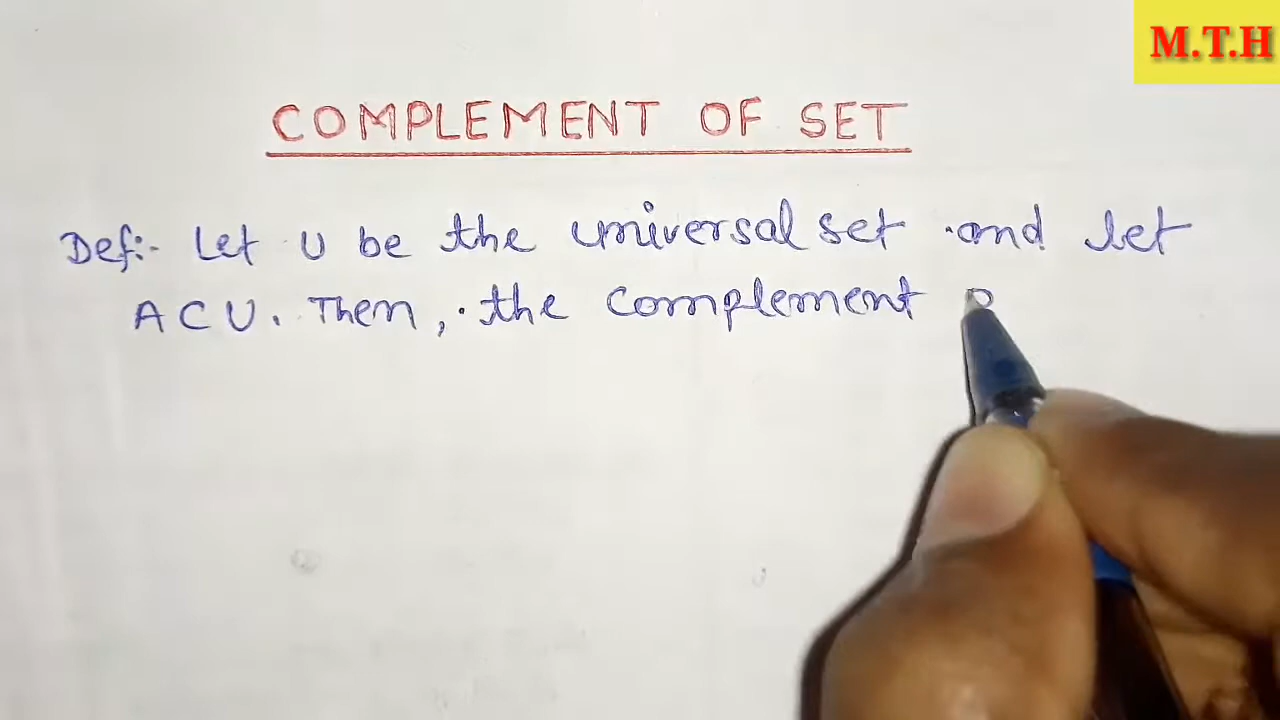 M.T.H
COMPLEMENT OF SET
Def:- Let U be the universal set and let
A ⊂ U. Then, the complement o